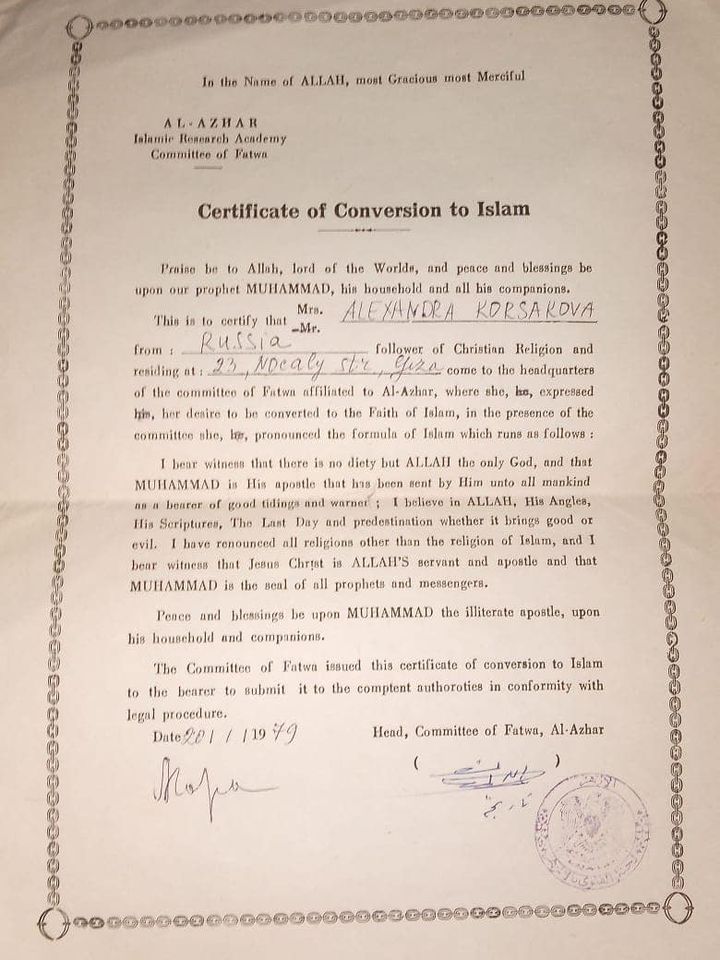 In the Name of ALLAH, most Gracious most Merciful
AL-AZHAR
Islamic Research Academy
Committee of Fatwa
Certificate of Conversion to Islam
Praise be to Allah, lord of the Worlds, and peace and blessings be
upon our prophet MUHAMMAD, his household and all his companions.
This is to certify that Mrs. ALEXANDRA KORSAKOVA
–Mr.
from : RUSSIA follower of Christian Religion and
residing at : 23, Nocaly str, Giza come to the headquarters
of the committee of Fatwa affiliated to Al-Azhar, where she, he, expressed
his, her desire to be converted to the Faith of Islam, in the presence of the
committee she, he, pronounced the formula of Islam which runs as follows :
I bear witness that there is no diety but ALLAH the only God, and that
MUHAMMAD is His apostle that has been sent by Him unto all mankind
as a bearer of good tidings and warner ; I believe in ALLAH, His Angles,
His Scriptures, The Last Day and predestination whether it brings good or
evil. I have renounced all religions other than the religion of Islam, and I
bear witness that Jesus Christ is ALLAH'S servant and apostle and that
MUHAMMAD is the seal of all prophets and messengers.
Peace and blessings be upon MUHAMMAD the illiterate apostle, upon
his household and companions.
The Committee of Fatwa issued this certificate of conversion to Islam
to the bearer to submit it to the comptent authoroties in conformity with
legal procedure.
Date 20 / 1 / 1979 Head, Committee of Fatwa, Al-Azhar
( )